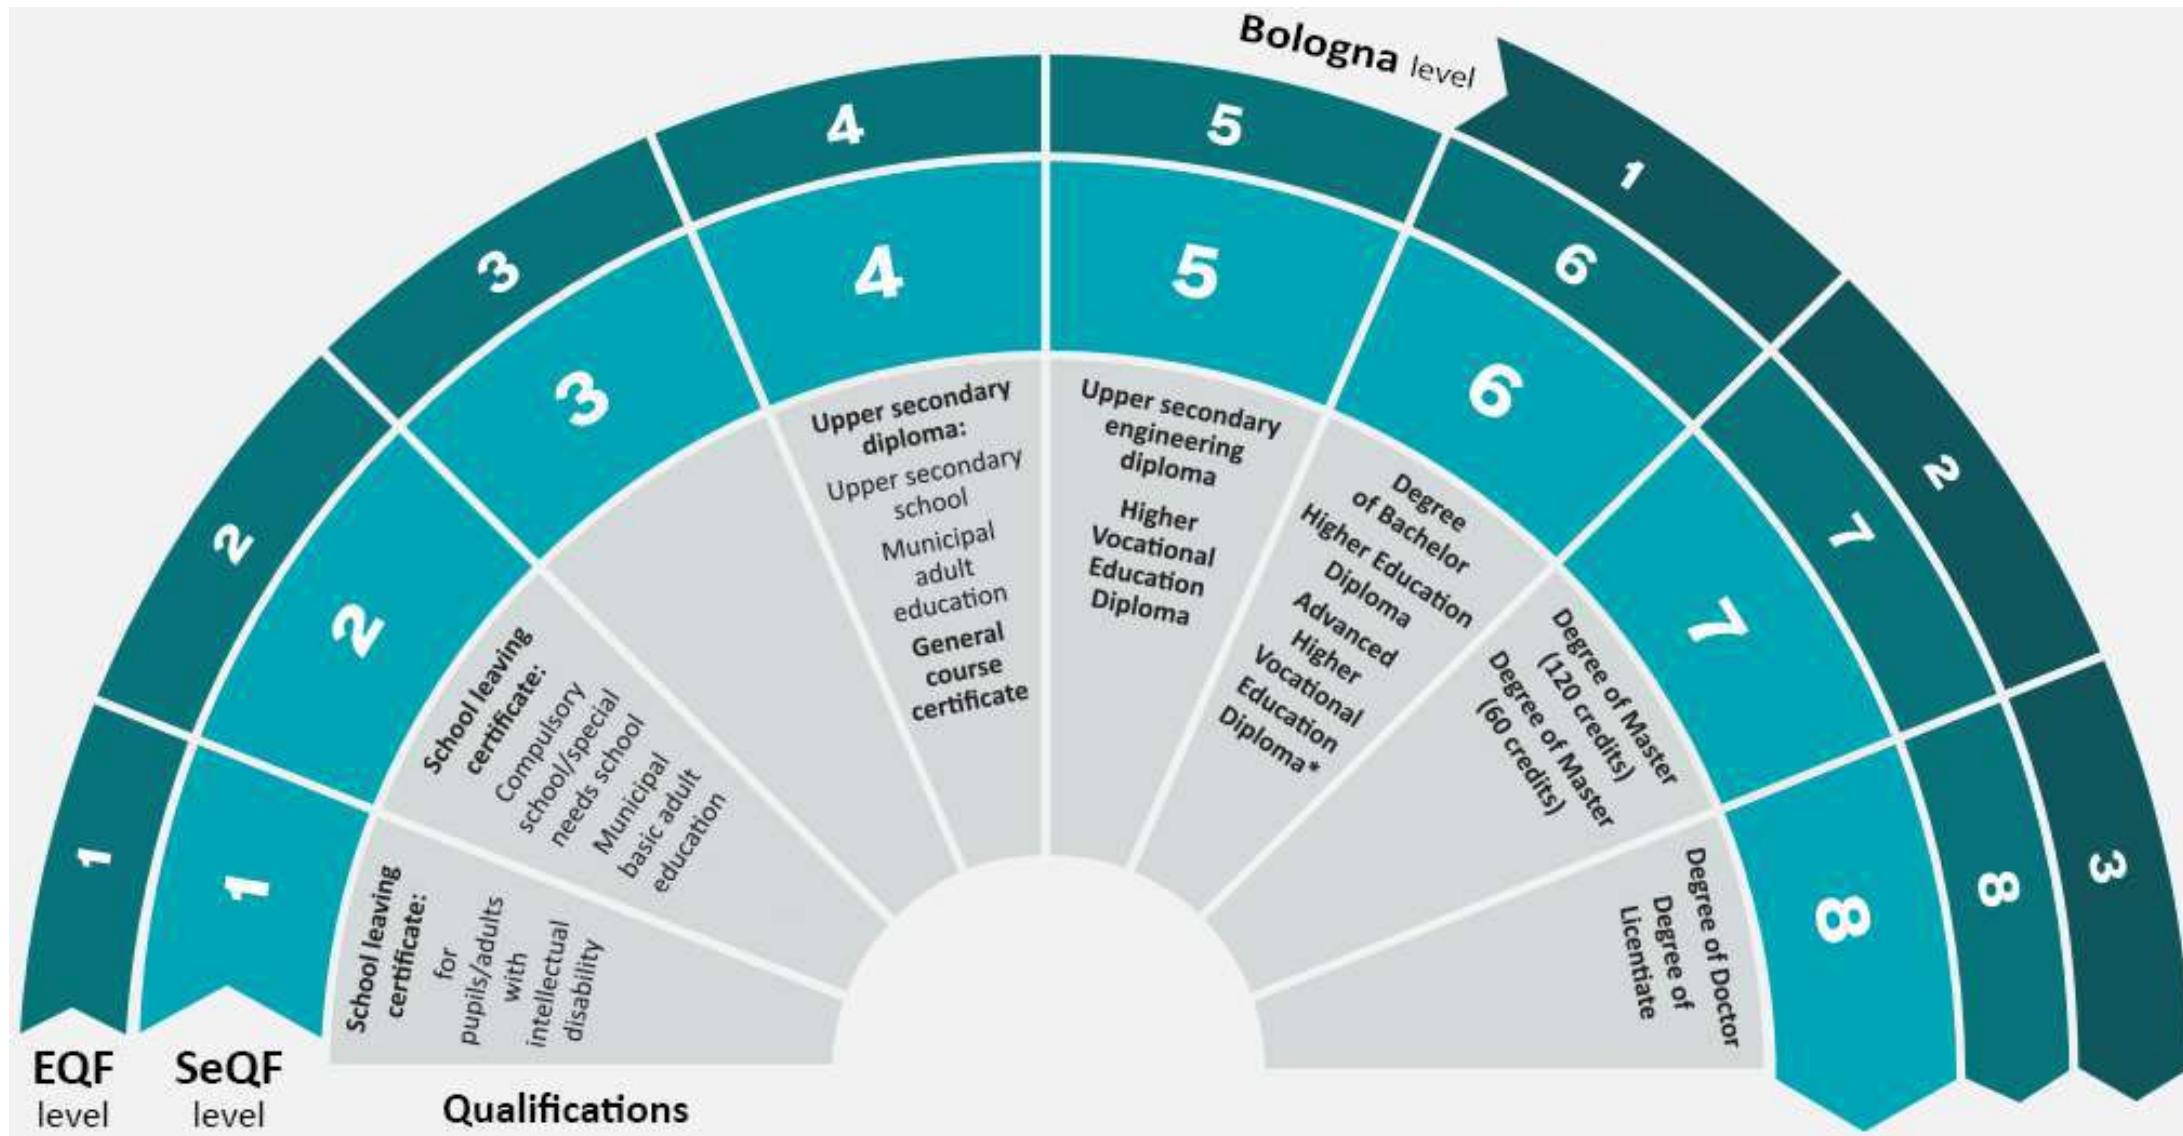 Bologna level
1
2
3
1
2
3
4
5
6
7
8
1
2
3
4
5
6
7
8
School leaving
certificate:
for
pupils/adults
with
intellectual
disability
School leaving
certificate:
Compulsory
school/special
needs school
Municipal
basic adult
education
Upper secondary
diploma:
Upper secondary
school
Municipal
adult
education
General
course
certificate
Upper secondary
engineering
diploma
Higher
Vocational
Education
Diploma
Degree
of Bachelor
Higher Education
Diploma
Advanced
Higher
Vocational
Education
Diploma*
Degree of Master
(120 credits)
Degree of Master
(60 credits)
Degree of Doctor
Degree of
Licentiate
EQF
level
SeQF
level
Qualifications